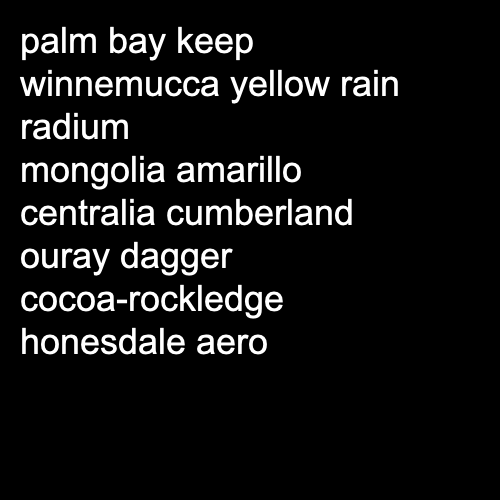 palm bay keep
winnemucca yellow rain
radium
mongolia amarillo
centralia cumberland
ouray dagger
cocoa-rockledge
honesdale aero